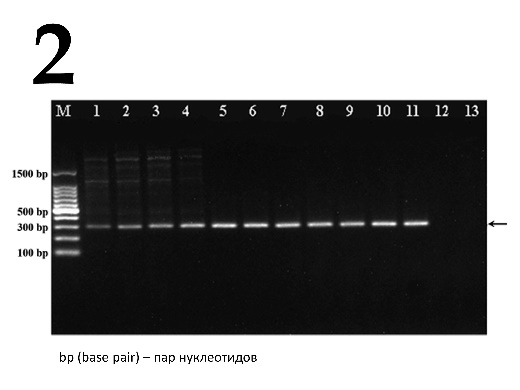 2
M 1 2 3 4 5 6 7 8 9 10 11 12 13
1500 bp
500 bp
300 bp
100 bp
bp (base pair) – пар нуклеотидов